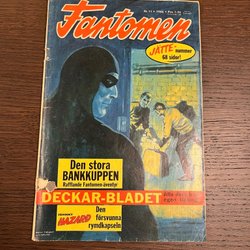 Fantomen
JÄTTE nummer
68 sidor!
Den stora
BANKKUPPEN
Rafflande Fantomen-äventyr
DECKAR-BLADET
HAZARD
Den
försvunna
rymdkapseln